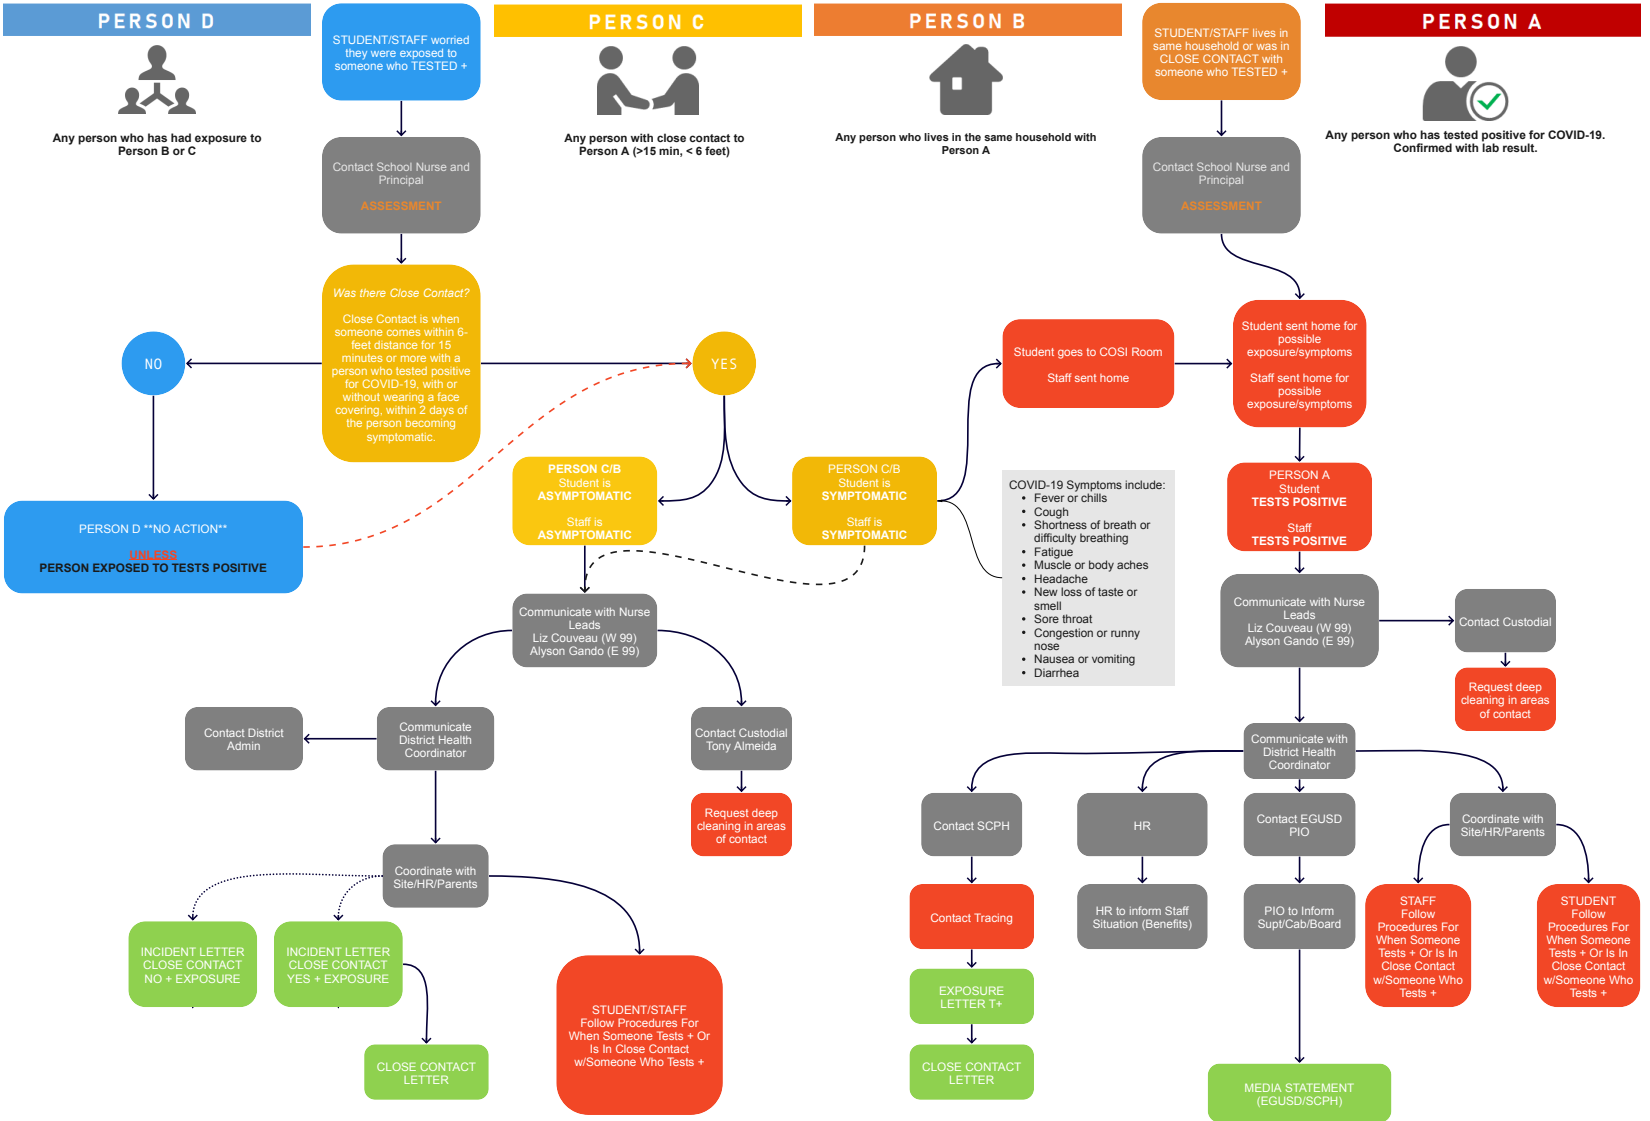 PERSON D
PERSON C
PERSON B
PERSON A
STUDENT/STAFF worried
they were exposed to
someone who TESTED +
STUDENT/STAFF lives in
same household or was in
CLOSE CONTACT with
someone who TESTED +
Any person who has had exposure to
Person B or C
Any person with close contact to
Person A (>15 min, < 6 feet)
Any person who lives in the same household with
Person A
Any person who has tested positive for COVID-19.
Confirmed with lab result.
Contact School Nurse and
Principal
ASSESSMENT
Contact School Nurse and
Principal
ASSESSMENT
Was there Close Contact?
Close Contact is when
someone comes within 6-
feet distance for 15
minutes or more with a
person who tested positive
for COVID-19, with or
without wearing a face
covering, within 2 days of
the person becoming
symptomatic.
NO
YES
Student goes to COSI Room
Staff sent home
Student sent home for
possible
exposure/symptoms
Staff sent home for
possible
exposure/symptoms
PERSON D **NO ACTION**
UNLESS
PERSON EXPOSED TO TESTS POSITIVE
PERSON C/B
Student is
ASYMPTOMATIC
Staff is
ASYMPTOMATIC
PERSON C/B
Student is
SYMPTOMATIC
Staff is
SYMPTOMATIC
COVID-19 Symptoms include:
• Fever or chills
• Cough
• Shortness of breath or
difficulty breathing
• Fatigue
• Muscle or body aches
• Headache
• New loss of taste or
smell
• Sore throat
• Congestion or runny
nose
• Nausea or vomiting
• Diarrhea
PERSON A
Student
TESTS POSITIVE
Staff
TESTS POSITIVE
Communicate with Nurse
Leads
Liz Couveau (W 99)
Alyson Gando (E 99)
Communicate with Nurse
Leads
Liz Couveau (W 99)
Alyson Gando (E 99)
Contact Custodial
Request deep
cleaning in areas
of contact
Contact District
Admin
Communicate
District Health
Coordinator
Contact Custodial
Tony Almeida
Request deep
cleaning in areas
of contact
Communicate with
District Health
Coordinator
Contact SCPH
HR
Contact EGUSD
PIO
Coordinate with
Site/HR/Parents
Coordinate with
Site/HR/Parents
Contact Tracing
HR to inform Staff
Situation (Benefits)
PIO to Inform
Supt/Cab/Board
STAFF
Follow
Procedures For
When Someone
Tests + Or Is In
Close Contact
w/Someone Who
Tests +
STUDENT
Follow
Procedures For
When Someone
Tests + Or Is In
Close Contact
w/Someone Who
Tests +
INCIDENT LETTER
CLOSE CONTACT
NO + EXPOSURE
INCIDENT LETTER
CLOSE CONTACT
YES + EXPOSURE
STUDENT/STAFF
Follow Procedures For
When Someone Tests + Or
Is In Close Contact
w/Someone Who Tests +
EXPOSURE
LETTER T+
CLOSE CONTACT
LETTER
CLOSE CONTACT
LETTER
MEDIA STATEMENT
(EGUSD/SCPH)